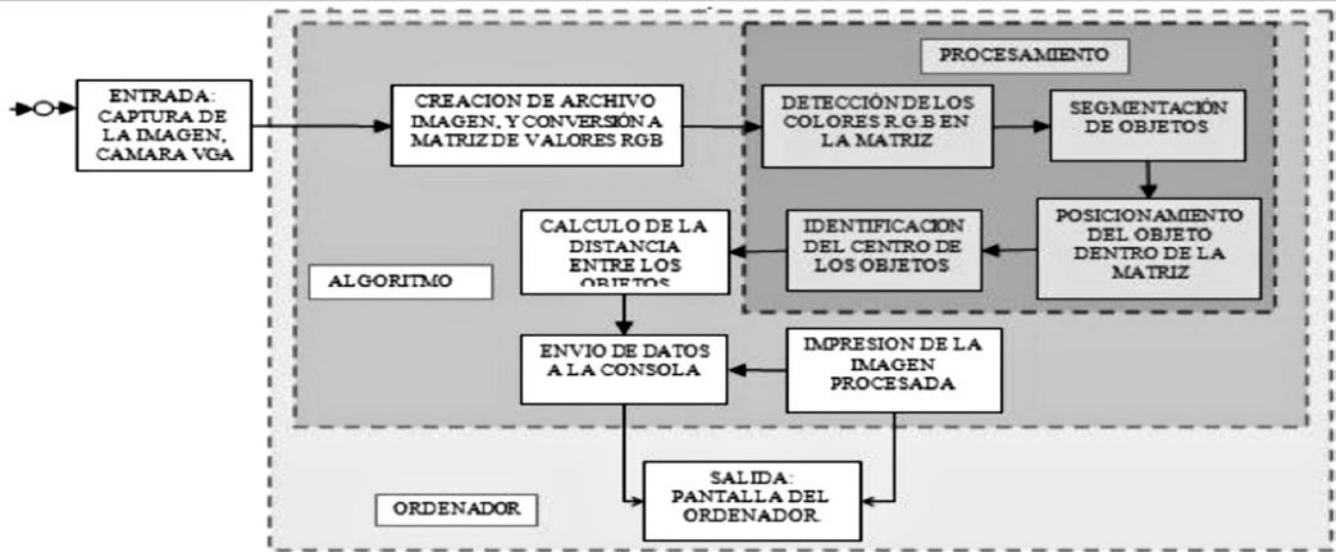 PROCESAMIENTO
ENTRADA:
CAPTURA DE
LA IMAGEN,
CAMARA VGA
CREACION DE ARCHIVO
IMAGEN, Y CONVERSIÓN A
MATRIZ DE VALORES RGB
DETECCIÓN DE LOS
COLORES R G B EN
LA MATRIZ
SEGMENTACIÓN
DE OBJETOS
POSICIONAMIENTO
DEL OBJETO
DENTRO DE LA
MATRIZ
IDENTIFICACION
DEL CENTRO DE
LOS OBJETOS
CALCULO DE LA
DISTANCIA
ENTRE LOS
OBJETOS
ALGORITMO
ENVIO DE DATOS
A LA CONSOLA
IMPRESION DE LA
IMAGEN
PROCESADA
SALIDA:
PANTALLA DEL
ORDENADOR.
ORDENADOR